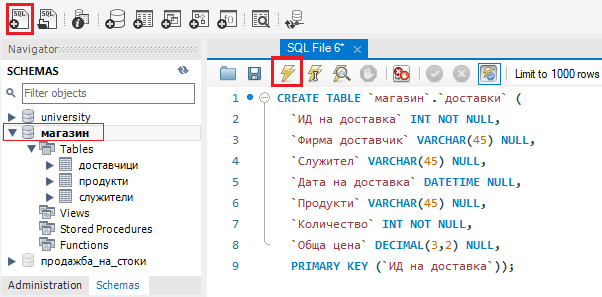 SQL
SQL
Navigator
SCHEMAS
Filter objects
university
магазин
Tables
доставчици
продукти
служители
Views
Stored Procedures
Functions
продажба_на_стоки
Administration Schemas
SQL File 6*
Limit to 1000 rows
1 CREATE TABLE `магазин`.`доставки` (
2 `ИД на доставка` INT NOT NULL,
3 `Фирма доставчик` VARCHAR(45) NULL,
4 `Служител` VARCHAR(45) NULL,
5 `Дата на доставка` DATETIME NULL,
6 `Продукти` VARCHAR(45) NULL,
7 `Количество` INT NOT NULL,
8 `Обща цена` DECIMAL(3,2) NULL,
9 PRIMARY KEY (`ИД на доставка`));